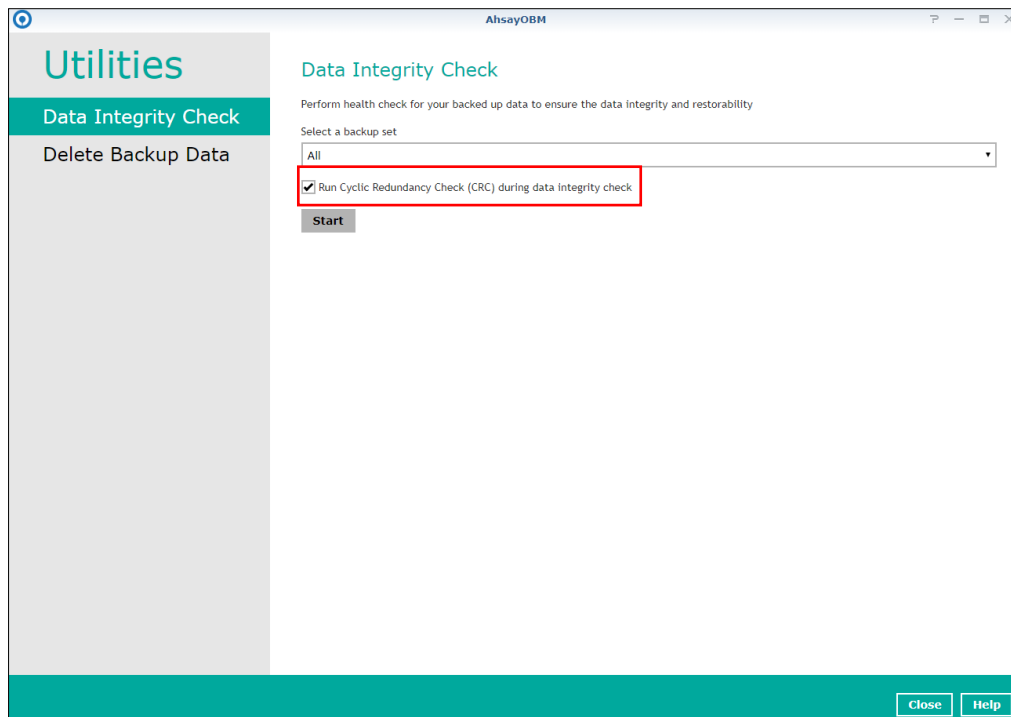 AhsayOBM
Utilities
Data Integrity Check
Delete Backup Data
Data Integrity Check
Perform health check for your backed up data to ensure the data integrity and restorability
Select a backup set
All
Run Cyclic Redundancy Check (CRC) during data integrity check
Start
Close
Help